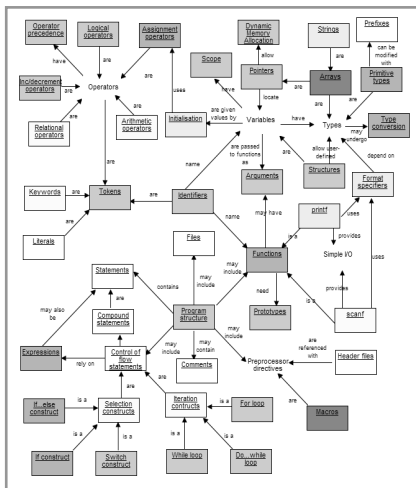 Operator
precedence
Logical
operators
Assignment
operators
Dynamic
Memory
Allocation
Strings
Prefixes
have
are
are
allow
are
can be
modified
with
Scope
Pointers
Arrays
Primitive
types
Inc/decrement
operators
are
Operators
uses
have
are
are
are
are
locate
Initialisation
are given
values by
Variables
have
Types
may
undergo
Type
conversion
Relational
operators
Arithmetic
operators
are
are passed
to functions
as
are
allow user-
defined
depend on
name
Structures
Format
specifiers
Keywords
are
Tokens
are
Identifiers
Arguments
printf
uses
are
name
may have
is a
provides
Literals
Files
Functions
Simple I/O
uses
Statements
may
include
may
include
need
provides
contains
is a
are
may also
be
Compound
statements
Program
structure
Prototypes
scanf
may
include
are
referenced
with
Expressions
rely on
Control of
flow
statements
may
include
may
contain
Comments
Preprocessor
directives
Header files
are
are
If...else
construct
is a
Selection
constructs
Iteration
contructs
is a
For loop
are
Macros
is a
is a
is a
is a
If construct
Switch
construct
While loop
Do...while
loop